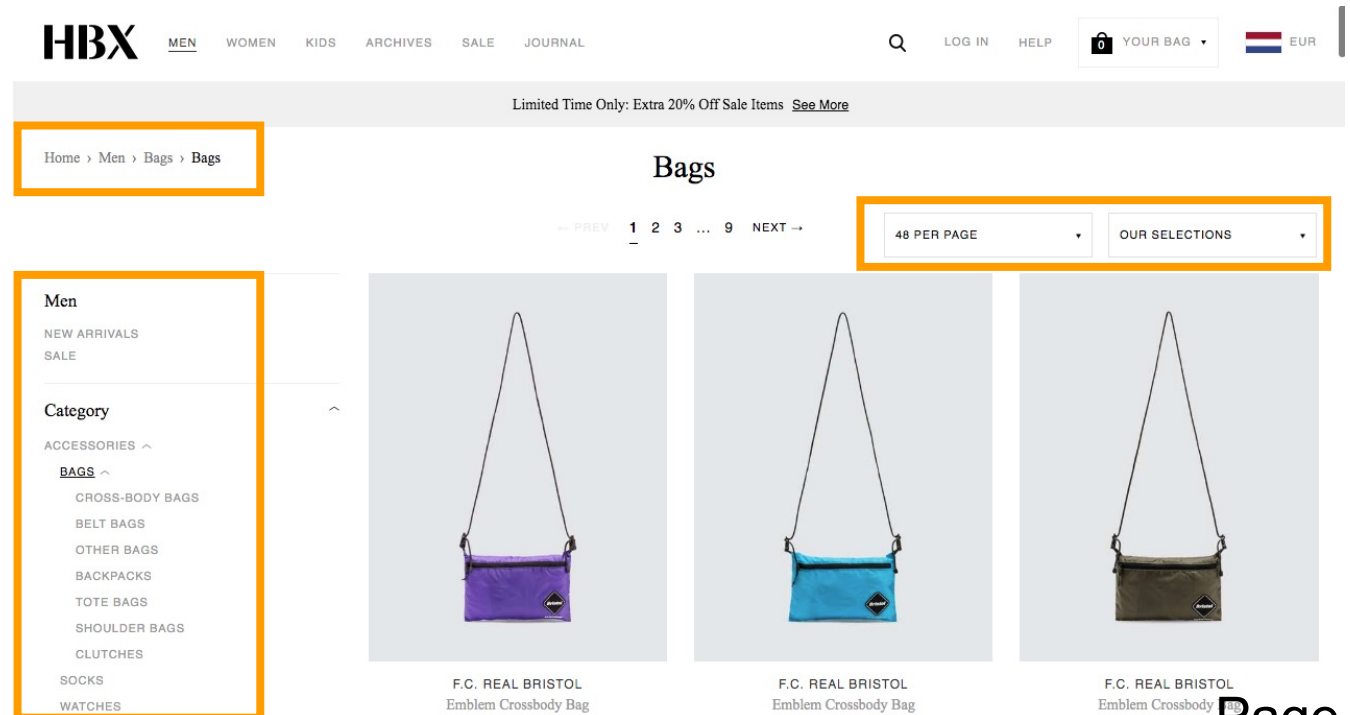 HBX MEN WOMEN KIDS ARCHIVES SALE JOURNAL LOG IN HELP 0 YOUR BAG EUR
Limited Time Only: Extra 20% Off Sale Items See More
Home › Men › Bags › Bags
Bags
← PREV 1 2 3 ... 9 NEXT →
48 PER PAGE OUR SELECTIONS
Men
NEW ARRIVALS
SALE
Category
ACCESSORIES
BAGS
CROSS-BODY BAGS
BELT BAGS
OTHER BAGS
BACKPACKS
TOTE BAGS
SHOULDER BAGS
CLUTCHES
SOCKS
WATCHES
Bristol
Bristol
Bristol
F.C. REAL BRISTOL
Emblem Crossbody Bag
F.C. REAL BRISTOL
Emblem Crossbody Bag
F.C. REAL BRISTOL
Emblem Crossbody Bag